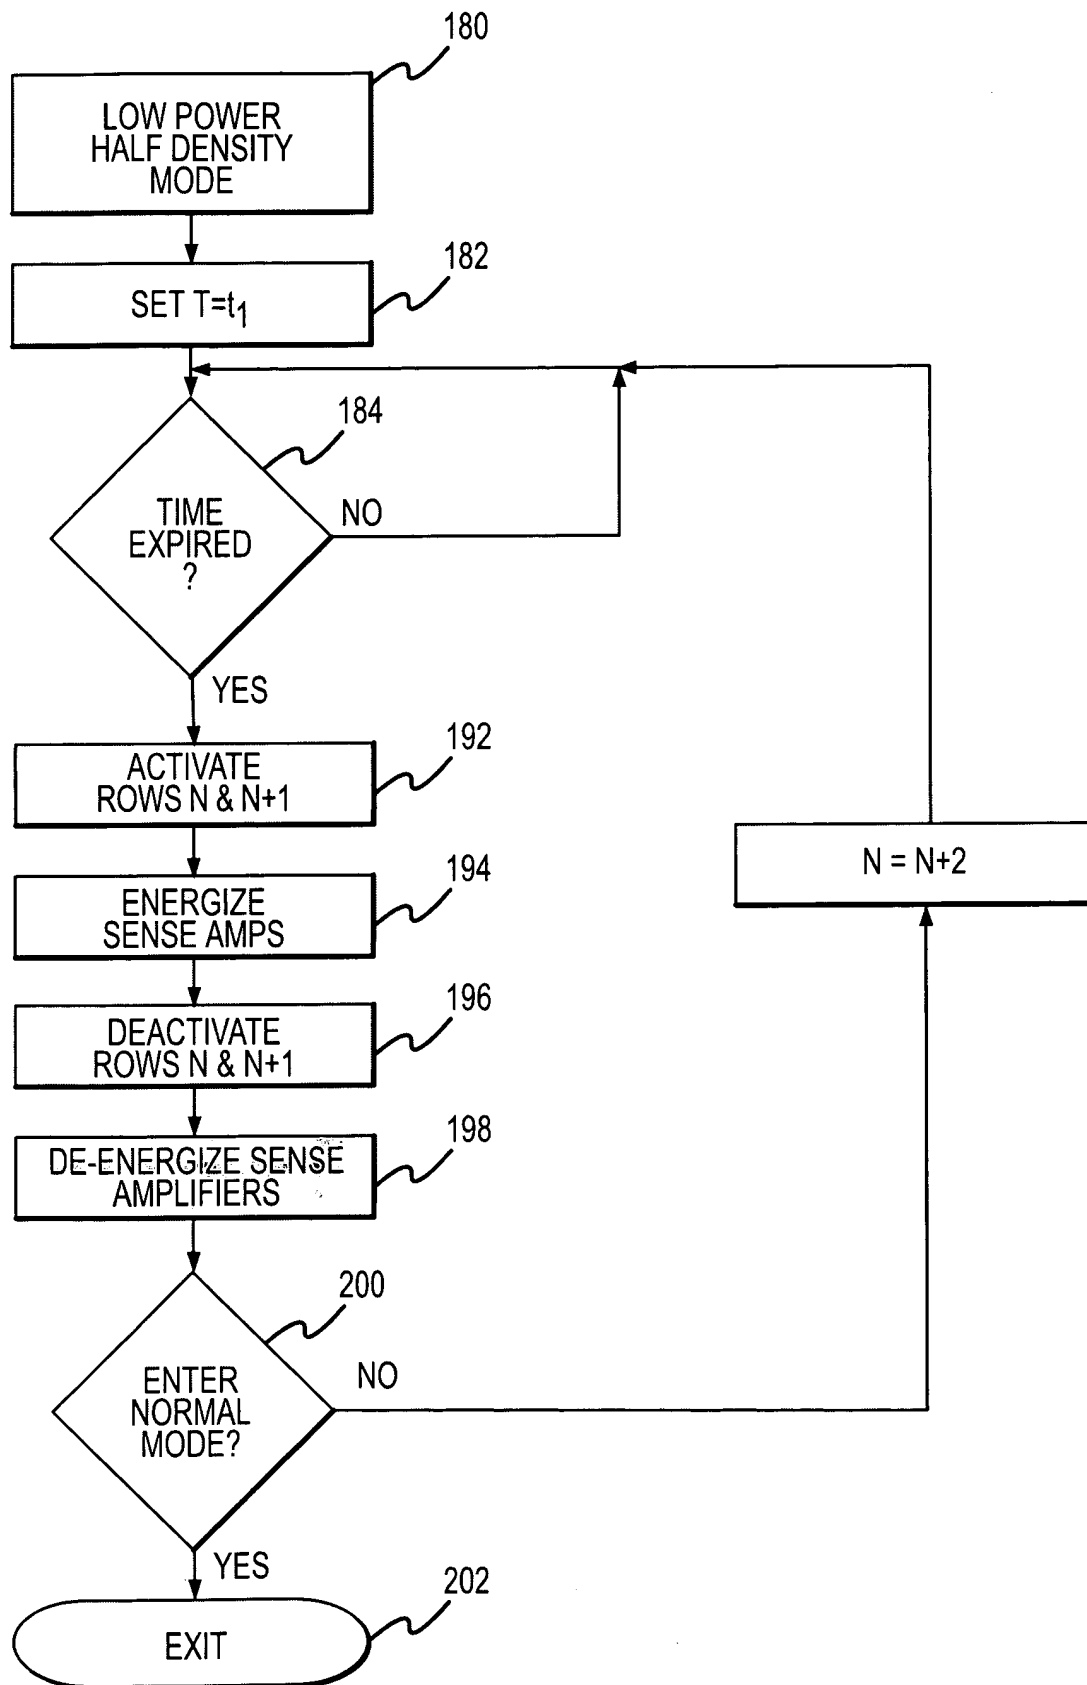 180
LOW POWER
HALF DENSITY
MODE
182
SET T=t1
184
TIME
EXPIRED
?
NO
YES
192
ACTIVATE
ROWS N & N+1
194
ENERGIZE
SENSE AMPS
N = N+2
196
DEACTIVATE
ROWS N & N+1
198
DE-ENERGIZE SENSE
AMPLIFIERS
200
ENTER
NORMAL
MODE?
NO
YES
202
EXIT